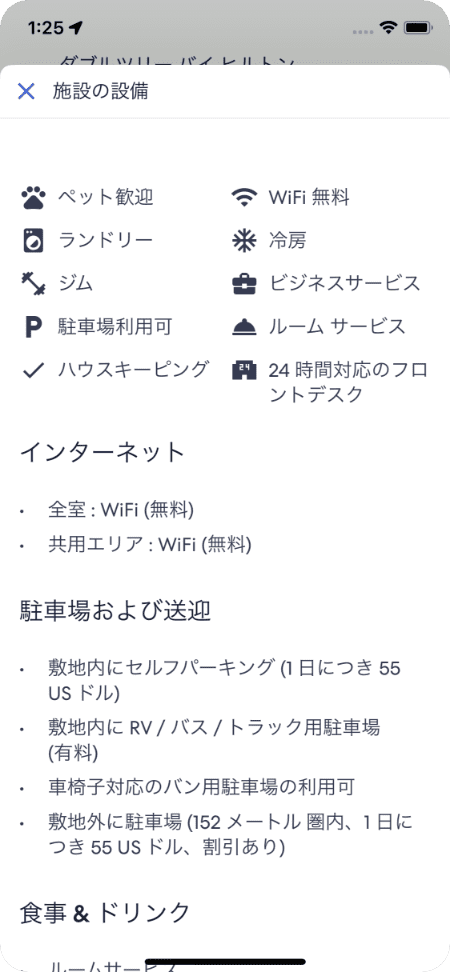 1:25
ダブルツリー バイ ヒルトン
施設の設備
ペット歓迎
WiFi 無料
ランドリー
冷房
ジム
ビジネスサービス
P
駐車場利用可
ルーム サービス
ハウスキーピング
24
24 時間対応のフロ
ントデスク
インターネット
• 全室 : WiFi (無料)
• 共用エリア : WiFi (無料)
駐車場および送迎
• 敷地内にセルフパーキング (1 日につき 55
US ドル)
• 敷地内に RV / バス / トラック用駐車場
(有料)
• 車椅子対応のバン用駐車場の利用可
• 敷地外に駐車場 (152 メートル 圏内、1 日に
つき 55 US ドル、割引あり)
食事 & ドリンク
• ルームサービス